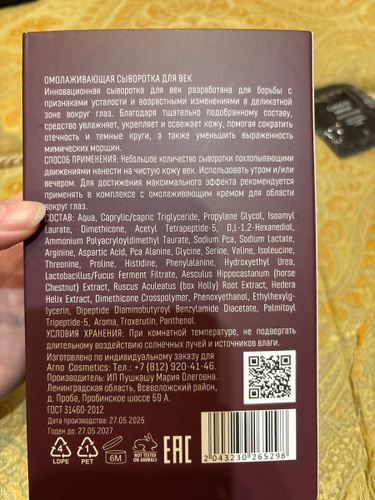 ОМОЛАЖИВАЮЩАЯ СЫВОРОТКА ДЛЯ ВЕК
Инновационная сыворотка для век разработана для борьбы с
признаками усталости и возрастными изменениями в деликатной
зоне вокруг глаз. Благодаря тщательно подобранному составу,
средство увлажняет, укрепляет и освежает кожу, помогая сократить
отечность и темные круги, а также уменьшить выраженность
мимических морщин.
СПОСОБ ПРИМЕНЕНИЯ: Небольшое количество сыворотки похлопывающими
движениями нанести на чистую кожу век. Использовать утром и/или
вечером. Для достижения максимального эффекта рекомендуется
применять в комплексе с омолаживающим кремом для области
вокруг глаз.
СОСТАВ: Aqua, Caprylic/capric Triglyceride, Propylene Glycol, Isoamyl
Laurate, Dimethicone, Acetyl Tetrapeptide-5, D,L-1,2-Hexanediol,
Ammonium Polyacryloyldimethyl Taurate, Sodium Pca, Sodium Lactate,
Arginine, Aspartic Acid, Pca Alanine, Glycine, Serine, Valine, Isoleucine,
Threonine, Proline, Histidine, Phenylalanine, Hydroxyethyl Urea,
Lactobacillus/Fucus Ferment Filtrate, Aesculus Hippocastanum (horse
Chestnut) Extract, Ruscus Aculeatus (box Holly) Root Extract, Hedera
Helix Extract, Dimethicone Crosspolymer, Phenoxyethanol, Ethylhexylg-
lycerin, Dipeptide Diaminobutyroyl Benzylamide Diacetate, Palmitoyl
Tripeptide-5, Aroma, Troxerutin, Panthenol.
УСЛОВИЯ ХРАНЕНИЯ: При комнатной температуре, не подвергать
длительному воздействию солнечных лучей и источников влаги.
Изготовлено по индивидуальному заказу для
Arno Cosmetics: Тел.: +7 (812) 920-41-46.
Производитель: ИП Пушкашу Мария Олеговна.
Ленинградская область, Всеволожский район,
д. Проба, Пробинское шоссе 59 А.
ГОСТ 31460-2012
Дата производства: 27.05.2025
Годен до: 27.05.2027
4 LDPE
1 PET
6M
NOT TESTED
ON ANIMALS
EAC
2 043230 265298